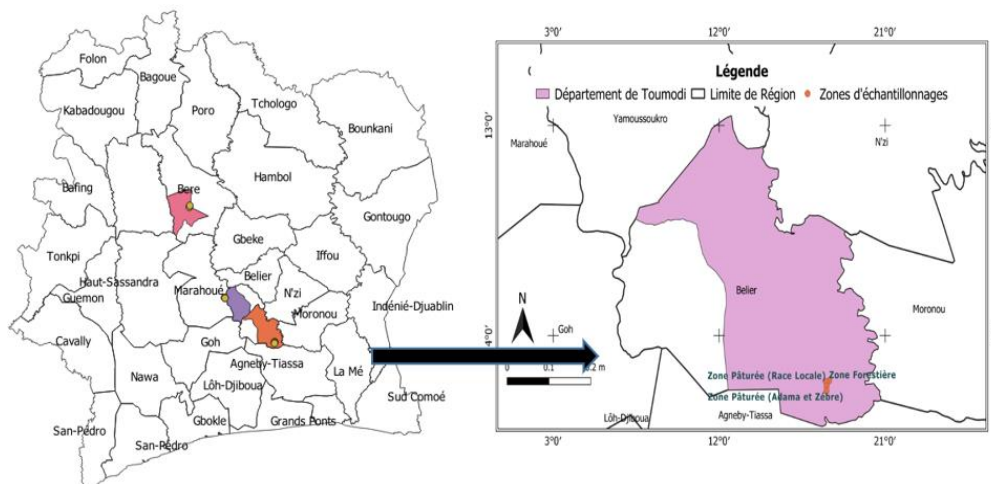 Folon
Bagoue
Kabadougou
Poro
Tchologo
Bounkani
Bafing
Bere
Hambol
Gontougo
Tonkpi
Haut-Sassandra
Gbeke
Iffou
Guemon
Marahoué
Belier
N'zi
Moronou
Indénié-Djuablin
Cavally
Goh
Agneby-Tiassa
La Mé
Nawa
Lôh-Djiboua
Sud Comoé
San-Pédro
Gbokle
Grands Ponts
San-Pédro
3°0′ 12°0′ 21°0′
Légende
Département de Toumodi Limite de Région Zones d'échantillonnages
Yamoussoukro
13°0′
Marahoué
N'zi
Belier
Moronou
N
Goh
4°0′
0 0.1 0.2 m
Zone Pâturée (Race Locale) Zone Forestière
Zone Pâturée (Adama et Zébre)
Lôh-Djiboua
Agneby-Tiassa
3°0′ 12°0′ 21°0′